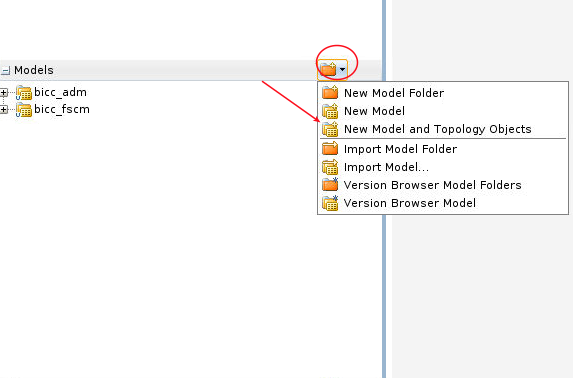 Models
bicc_adm
bicc_fscm
New Model Folder
New Model
New Model and Topology Objects
Import Model Folder
Import Model...
Version Browser Model Folders
Version Browser Model